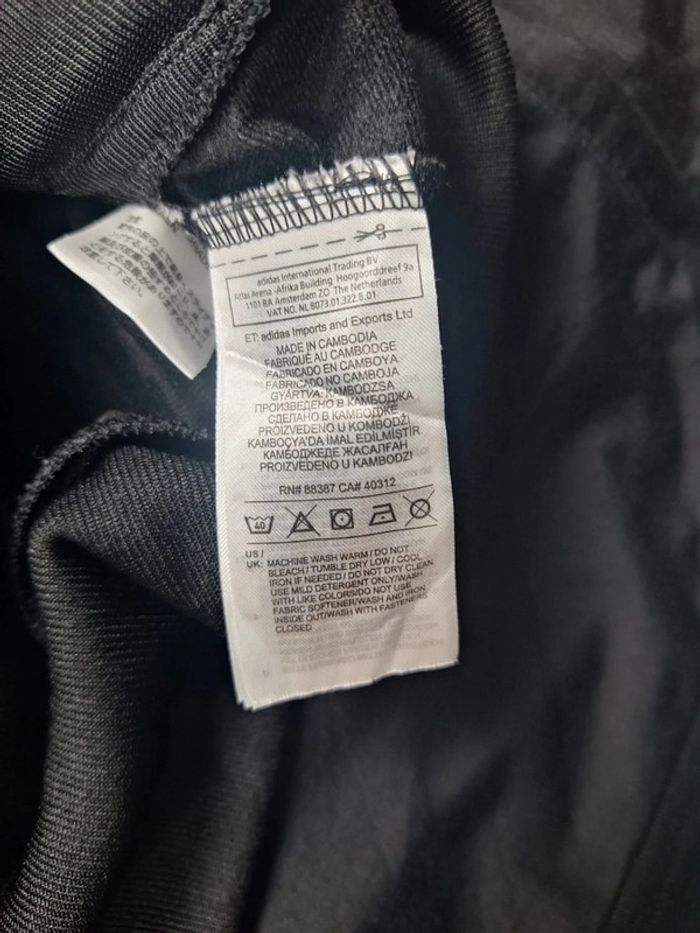 adidas International Trading BV
Atlas Arena -Afrika Building Hoogoorddreef 9a
1101 BA Amsterdam ZO The Netherlands
VAT NO. NL 8073.01.322.B.01
ET: adidas Imports and Exports Ltd
MADE IN CAMBODIA
FABRIQUÉ AU CAMBODGE
FABRICADO EN CAMBOYA
FABRICADO NO CAMBOJA
GYÁRTVA: KAMBODZSA
ПРОИЗВЕДЕНО В КАМБОДЖА
СДЕЛАНО В КАМБОДЖЕ
PROIZVEDENO U KOMBODŽI
KAMBOÇYA'DA İMAL EDİLMİŞTİR
КАМБОДЖЕДЕ ЖАСАЛҒАН
PROIZVEDENO U KAMBODŽI
RN# 88387 CA# 40312
40
US /
UK: MACHINE WASH WARM / DO NOT
BLEACH / TUMBLE DRY LOW / COOL
IRON IF NEEDED / DO NOT DRY CLEAN
USE MILD DETERGENT ONLY/WASH
WITH LIKE COLORS/DO NOT USE
FABRIC SOFTENER/WASH AND IRON
INSIDE OUT/WASH WITH FASTENERS
CLOSED